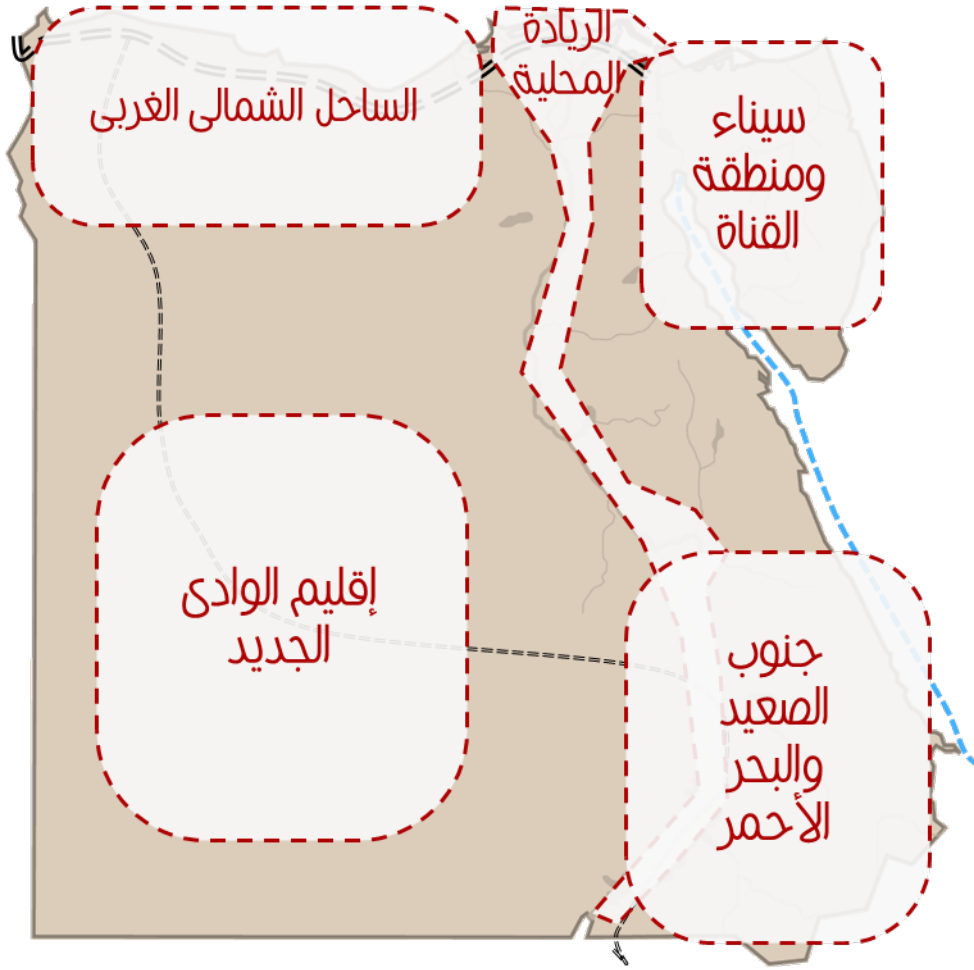 الريادة
المحلية
الساحل الشمالى الغربى
سيناء
ومنطقة
القناة
إقليم الوادى
الجديد
جنوب
الصعيد
والبحر
الأحمر